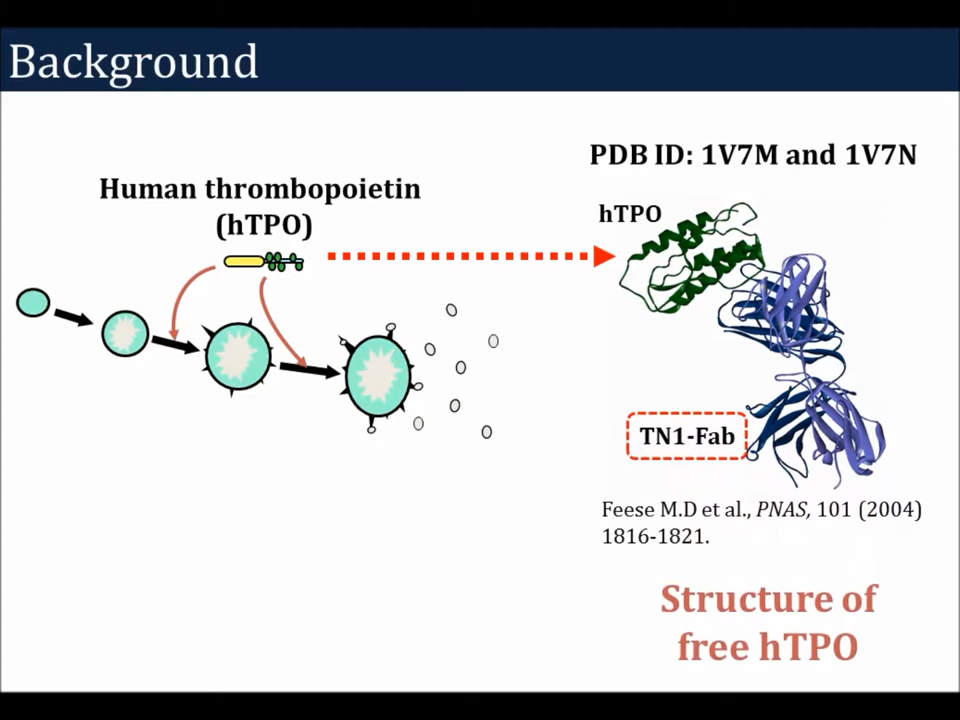 Background
PDB ID: 1V7M and 1V7N
Human thrombopoietin
(hTPO)
hTPO
TN1-Fab
Feese M.D et al., PNAS, 101 (2004)
1816-1821.
Structure of
free hTPO